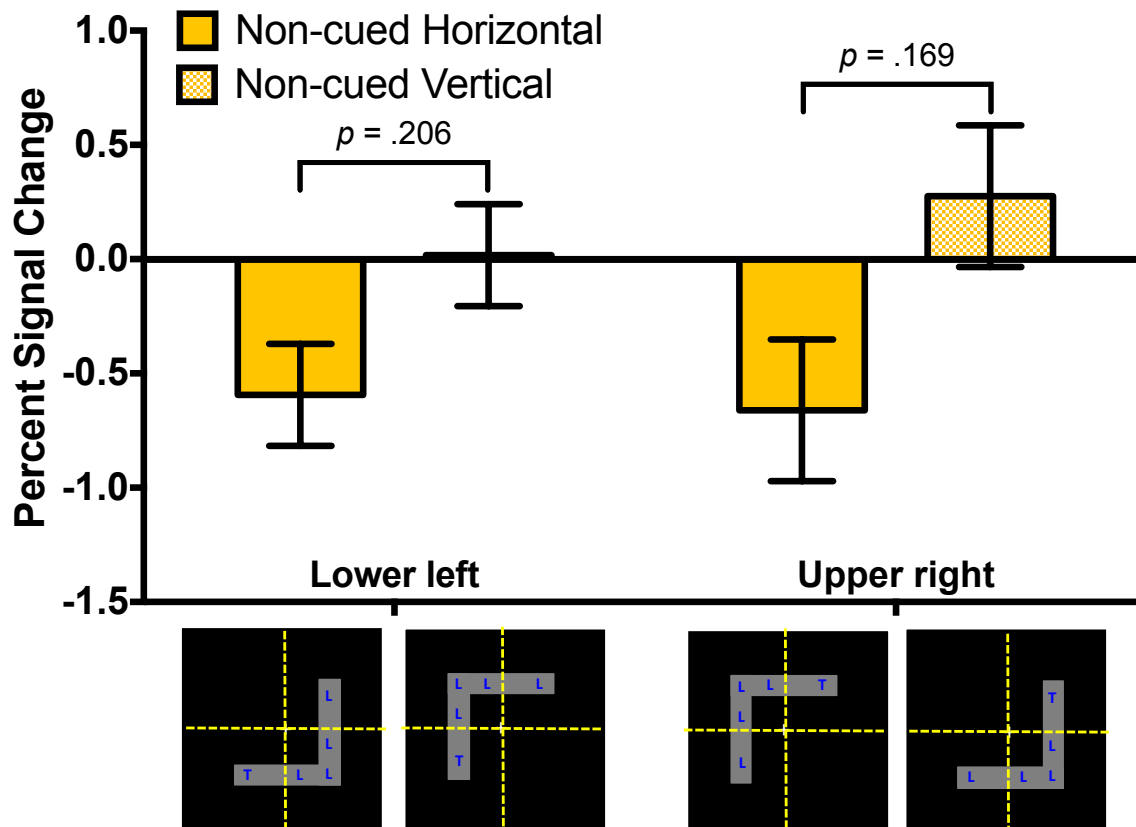 1.0
Non-cued Horizontal
Non-cued Vertical
p = .169
0.5
p = .206
0.0
-0.5
-1.0
-1.5
Percent Signal Change
Lower left
Upper right
L
L
T L L
L L L
L
T
L L T
L
L
T
L
L L L